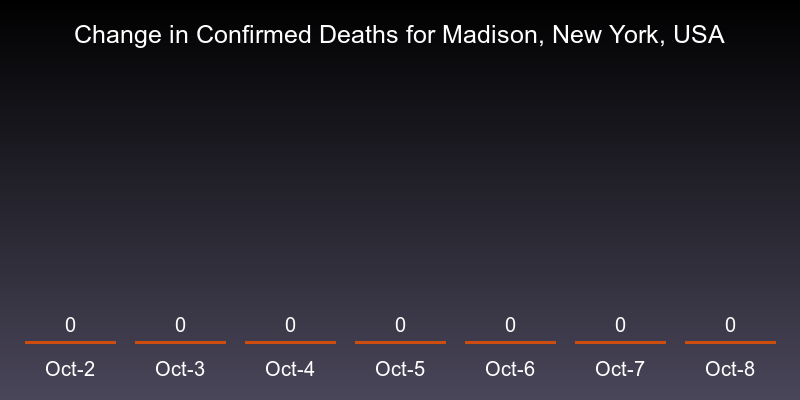 Change in Confirmed Deaths for Madison, New York, USA
0 0 0 0 0 0 0
Oct-2 Oct-3 Oct-4 Oct-5 Oct-6 Oct-7 Oct-8